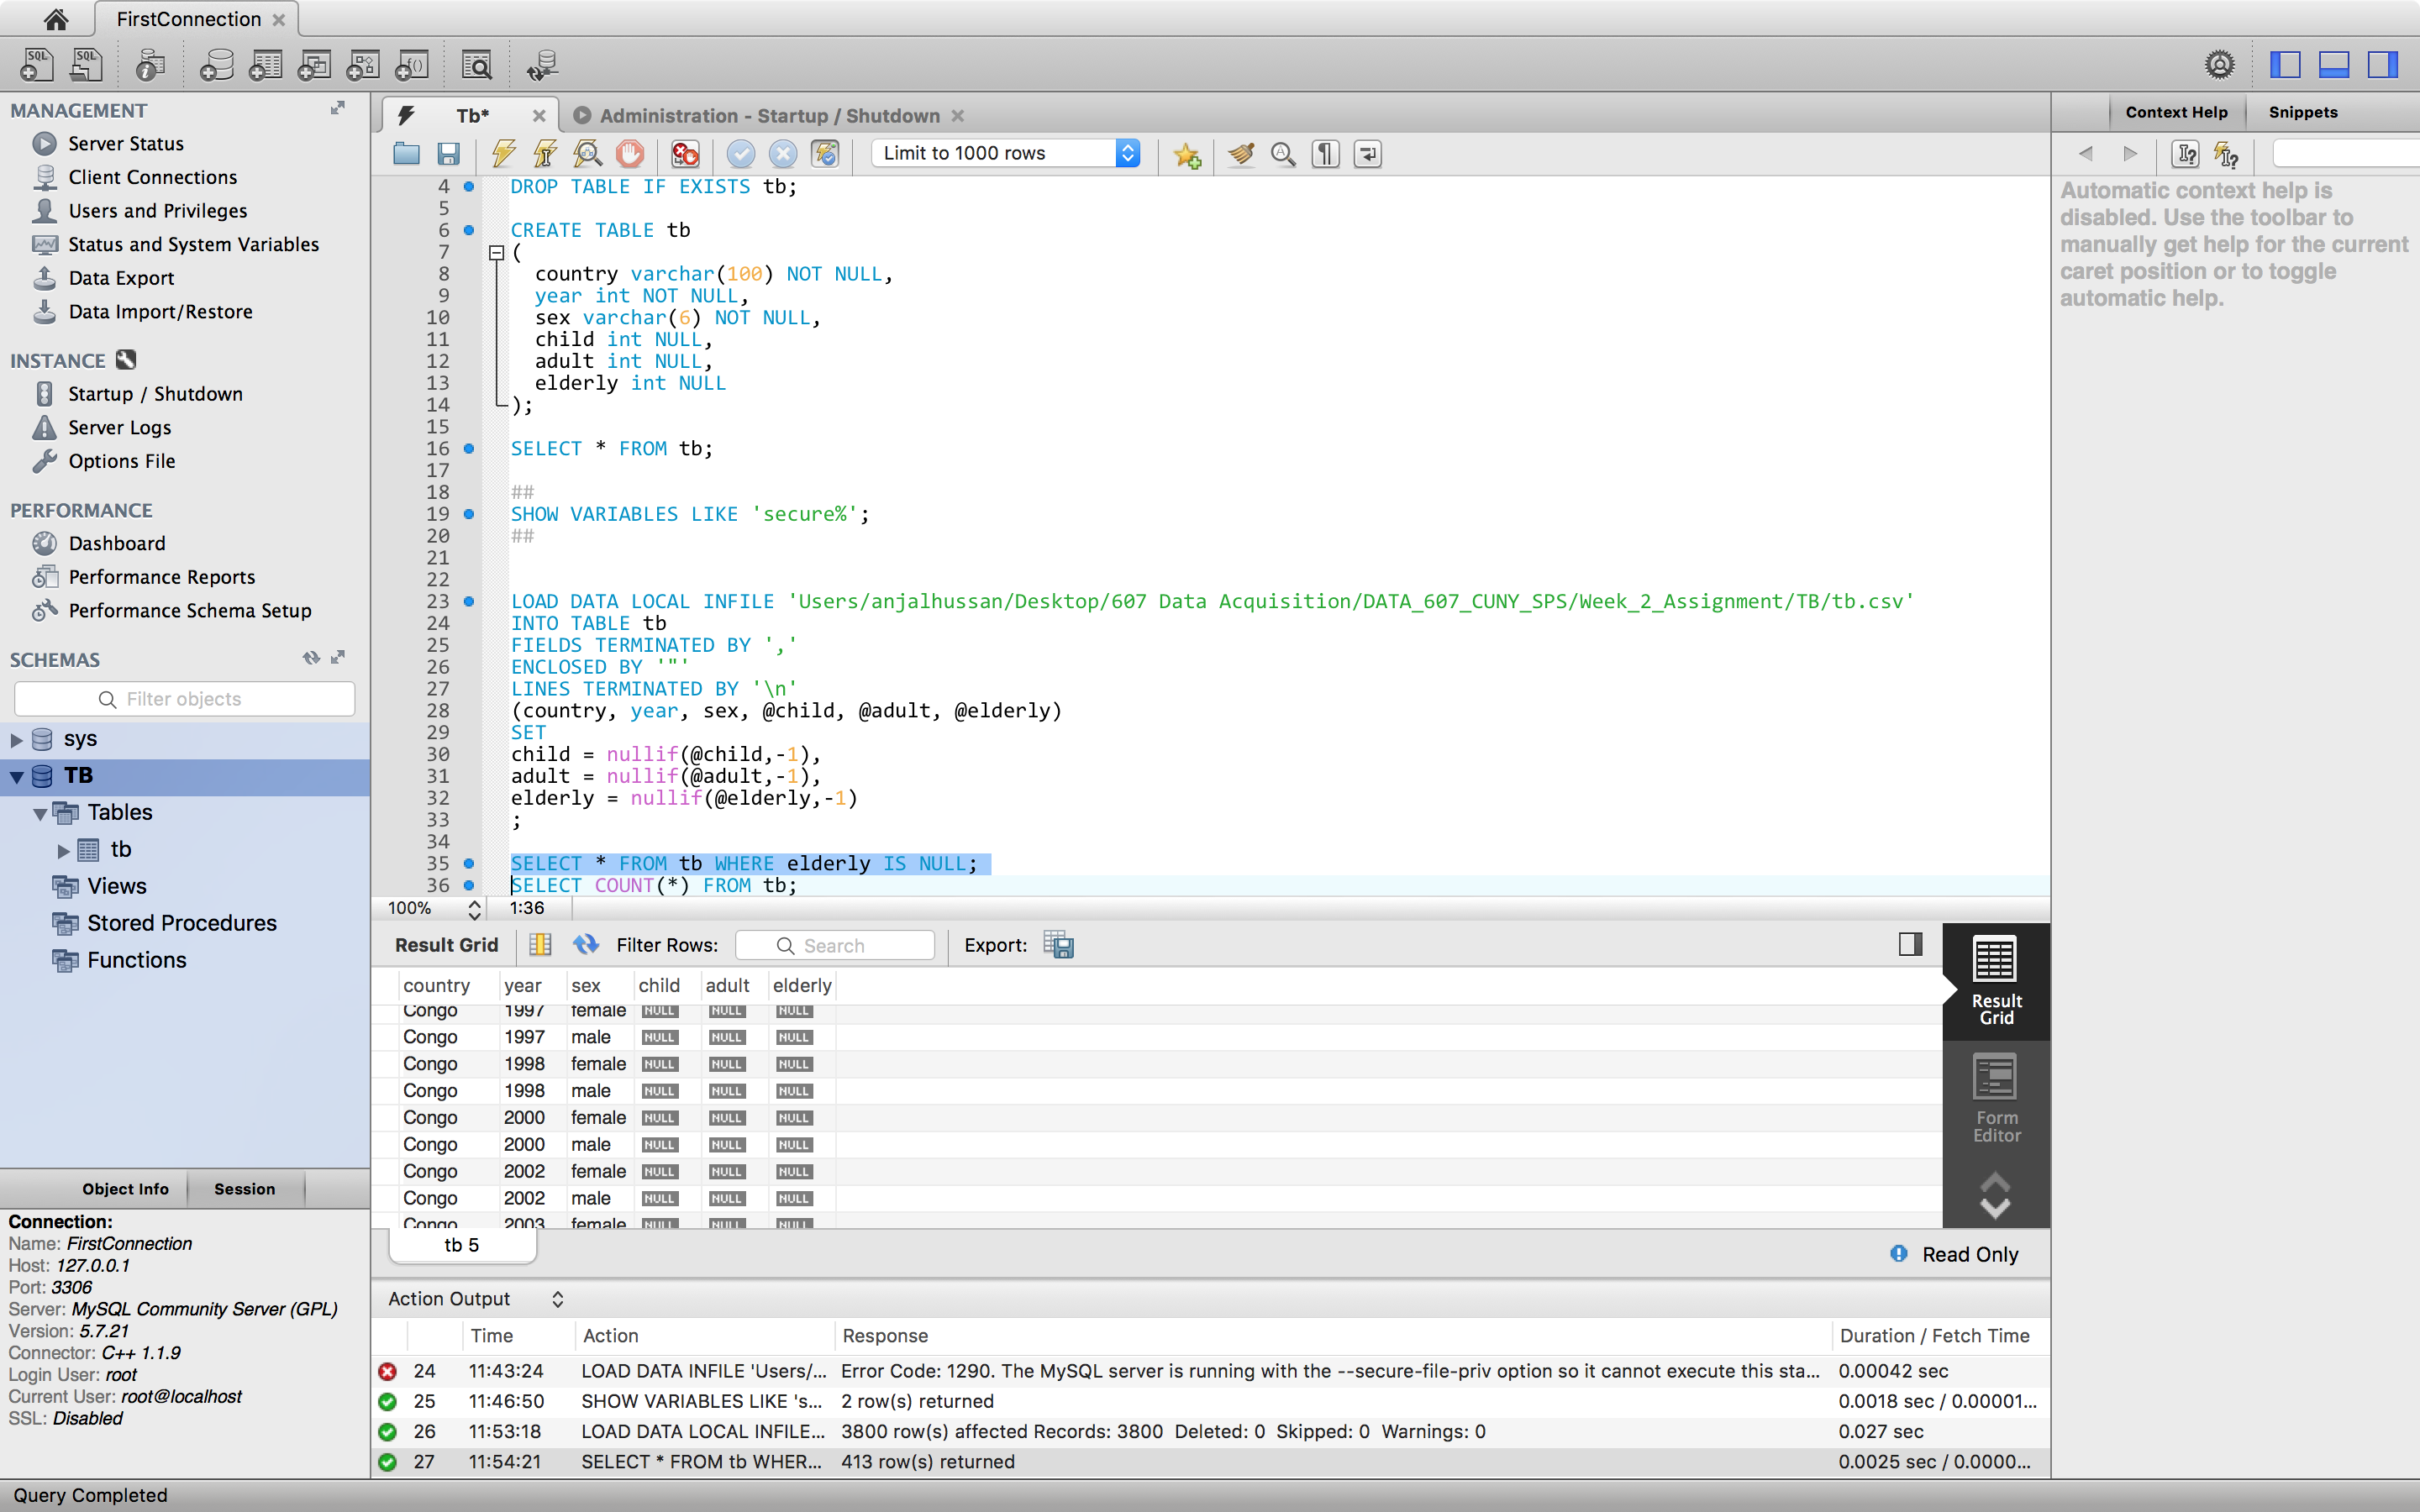 FirstConnection
MANAGEMENT
Server Status
Client Connections
Users and Privileges
Status and System Variables
Data Export
Data Import/Restore
INSTANCE
Startup / Shutdown
Server Logs
Options File
PERFORMANCE
Dashboard
Performance Reports
Performance Schema Setup
SCHEMAS
Filter objects
sys
TB
Tables
tb
Views
Stored Procedures
Functions
Object Info Session
Connection:
Name: FirstConnection
Host: 127.0.0.1
Port: 3306
Server: MySQL Community Server (GPL)
Version: 5.7.21
Connector: C++ 1.1.9
Login User: root
Current User: root@localhost
SSL: Disabled
Query Completed
Tb* Administration - Startup / Shutdown
Limit to 1000 rows
4 DROP TABLE IF EXISTS tb;
5
6 CREATE TABLE tb
7 (
8 country varchar(100) NOT NULL,
9 year int NOT NULL,
10 sex varchar(6) NOT NULL,
11 child int NULL,
12 adult int NULL,
13 elderly int NULL
14 );
15
16 SELECT * FROM tb;
17
18 ##
19 SHOW VARIABLES LIKE 'secure%';
20 ##
21
22
23 LOAD DATA LOCAL INFILE 'Users/anjalhussan/Desktop/607 Data Acquisition/DATA_607_CUNY_SPS/Week_2_Assignment/TB/tb.csv'
24 INTO TABLE tb
25 FIELDS TERMINATED BY ','
26 ENCLOSED BY '"'
27 LINES TERMINATED BY '\n'
28 (country, year, sex, @child, @adult, @elderly)
29 SET
30 child = nullif(@child,-1),
31 adult = nullif(@adult,-1),
32 elderly = nullif(@elderly,-1)
33 ;
34
35 SELECT * FROM tb WHERE elderly IS NULL;
36 SELECT COUNT(*) FROM tb;
100% 1:36
Result Grid Filter Rows: Search Export:
country year sex child adult elderly
Congo 1997 female NULL NULL NULL
Congo 1997 male NULL NULL NULL
Congo 1998 female NULL NULL NULL
Congo 1998 male NULL NULL NULL
Congo 2000 female NULL NULL NULL
Congo 2000 male NULL NULL NULL
Congo 2002 female NULL NULL NULL
Congo 2002 male NULL NULL NULL
Congo 2003 female NULL NULL NULL
Result
Grid
Form
Editor
tb 5
Read Only
Action Output
Time Action Response Duration / Fetch Time
24 11:43:24 LOAD DATA INFILE 'Users/... Error Code: 1290. The MySQL server is running with the --secure-file-priv option so it cannot execute this sta... 0.00042 sec
25 11:46:50 SHOW VARIABLES LIKE 's... 2 row(s) returned 0.0018 sec / 0.00001...
26 11:53:18 LOAD DATA LOCAL INFILE... 3800 row(s) affected Records: 3800 Deleted: 0 Skipped: 0 Warnings: 0 0.027 sec
27 11:54:21 SELECT * FROM tb WHER... 413 row(s) returned 0.0025 sec / 0.0000...
Context Help Snippets
Automatic context help is
disabled. Use the toolbar to
manually get help for the current
caret position or to toggle
automatic help.